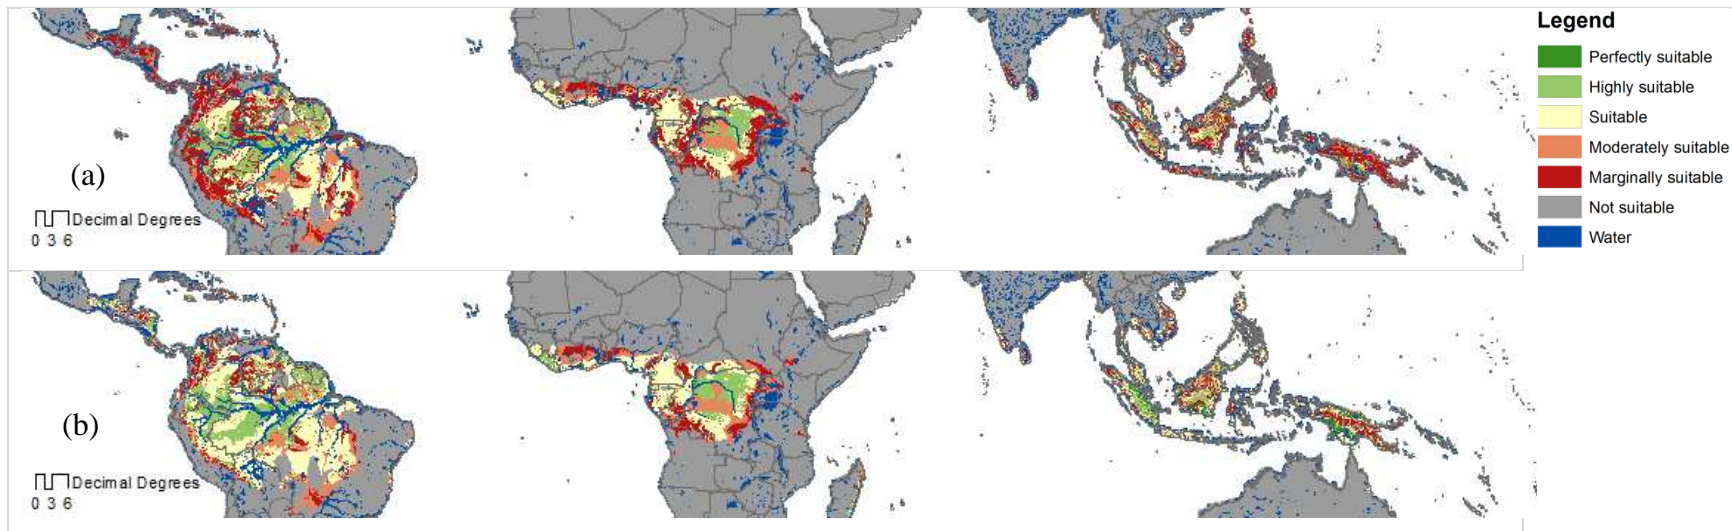 Legend
Perfectly suitable
Highly suitable
Suitable
Moderately suitable
Marginally suitable
Not suitable
Water
(a)
Decimal Degrees
0 3 6
(b)
Decimal Degrees
0 3 6